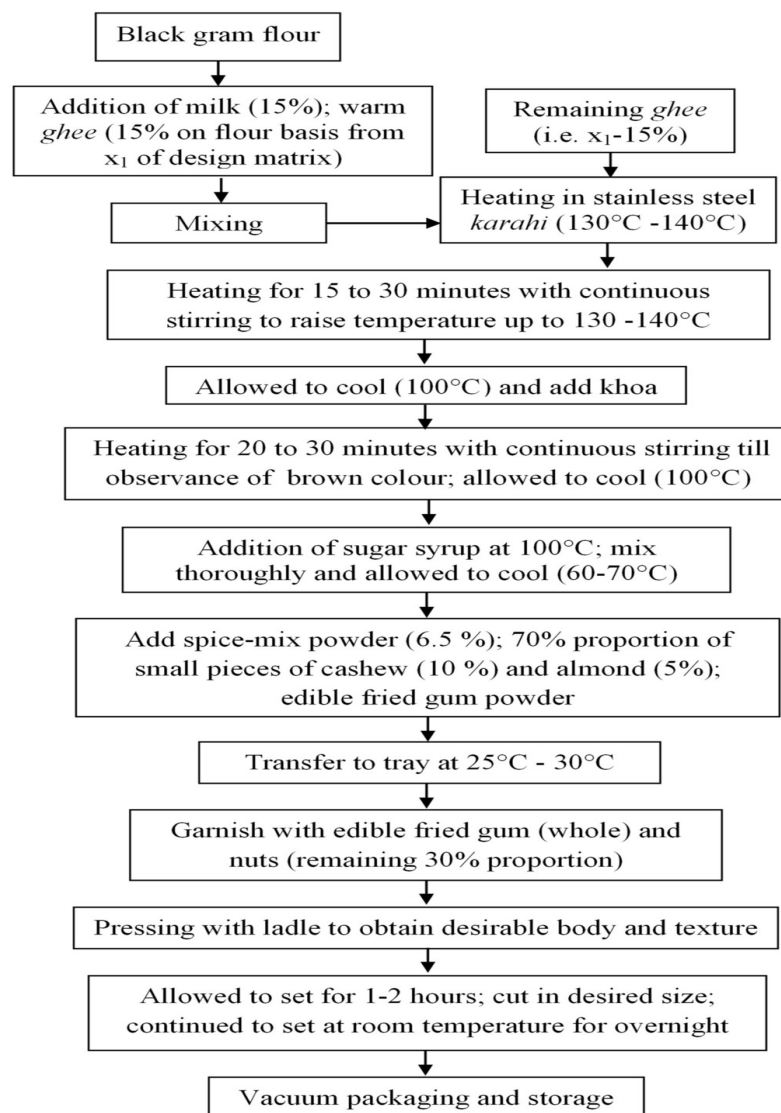 Black gram flour
Addition of milk (15%); warm
ghee (15% on flour basis from
x₁ of design matrix)
Remaining ghee
(i.e. x₁-15%)
Mixing
Heating in stainless steel
karahi (130°C -140°C)
Heating for 15 to 30 minutes with continuous
stirring to raise temperature up to 130 -140°C
Allowed to cool (100°C) and add khoa
Heating for 20 to 30 minutes with continuous stirring till
observance of brown colour; allowed to cool (100°C)
Addition of sugar syrup at 100°C; mix
thoroughly and allowed to cool (60-70°C)
Add spice-mix powder (6.5 %); 70% proportion of
small pieces of cashew (10 %) and almond (5%);
edible fried gum powder
Transfer to tray at 25°C - 30°C
Garnish with edible fried gum (whole) and
nuts (remaining 30% proportion)
Pressing with ladle to obtain desirable body and texture
Allowed to set for 1-2 hours; cut in desired size;
continued to set at room temperature for overnight
Vacuum packaging and storage